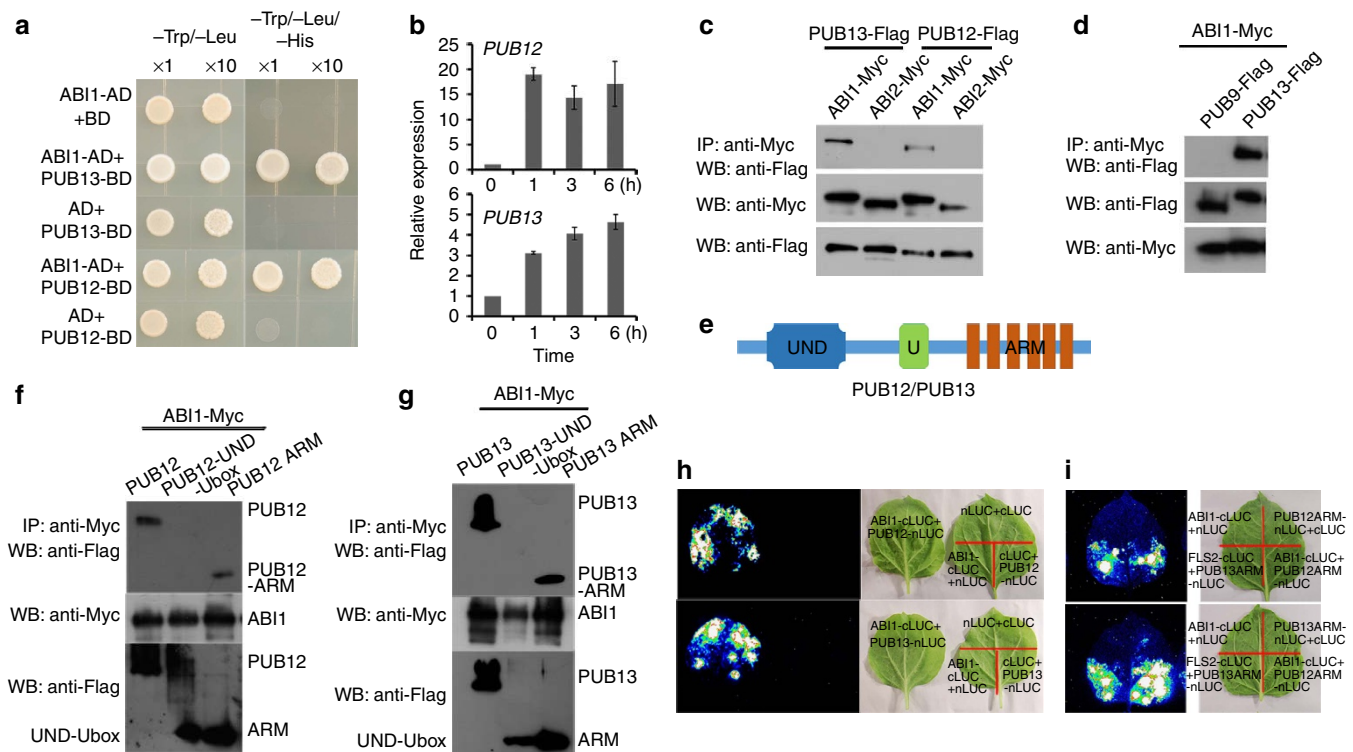 a
–Trp/–Leu
–Trp/–Leu/
–His
×1
×10
×1
×10
ABI1-AD
+BD
ABI1-AD+
PUB13-BD
AD+
PUB13-BD
ABI1-AD+
PUB12-BD
AD+
PUB12-BD
b
Relative expression
PUB12
25
20
15
10
5
0
0 1 3 6 (h)
PUB13
6
5
4
3
2
1
0
0 1 3 6 (h)
Time
c
PUB13-Flag PUB12-Flag
ABI1-Myc
ABI2-Myc
ABI1-Myc
ABI2-Myc
IP: anti-Myc
WB: anti-Flag
WB: anti-Myc
WB: anti-Flag
d
ABI1-Myc
PUB9-Flag
PUB13-Flag
IP: anti-Myc
WB: anti-Flag
WB: anti-Flag
WB: anti-Myc
e
UND
U
ARM
PUB12/PUB13
f
ABI1-Myc
PUB12
PUB12-UND
-Ubox
PUB12 ARM
IP: anti-Myc
WB: anti-Flag
PUB12
PUB12
-ARM
WB: anti-Myc
ABI1
WB: anti-Flag
PUB12
UND-Ubox
ARM
g
ABI1-Myc
PUB13
PUB13-UND
-Ubox
PUB13 ARM
IP: anti-Myc
WB: anti-Flag
PUB13
PUB13
-ARM
WB: anti-Myc
ABI1
WB: anti-Flag
PUB13
UND-Ubox
ARM
h
ABI1-cLUC+
PUB12-nLUC
nLUC+cLUC
ABI1-
cLUC
+nLUC
cLUC+
PUB12
-nLUC
ABI1-cLUC+
PUB13-nLUC
nLUC+cLUC
ABI1-
cLUC
+nLUC
cLUC+
PUB13
-nLUC
i
ABI1-cLUC
+nLUC
PUB12ARM-
nLUC+cLUC
FLS2-cLUC
+PUB13ARM
-nLUC
ABI1-cLUC+
PUB12ARM
-nLUC
ABI1-cLUC
+nLUC
PUB13ARM-
nLUC+cLUC
FLS2-cLUC
+PUB13ARM
-nLUC
ABI1-cLUC+
PUB12ARM
-nLUC